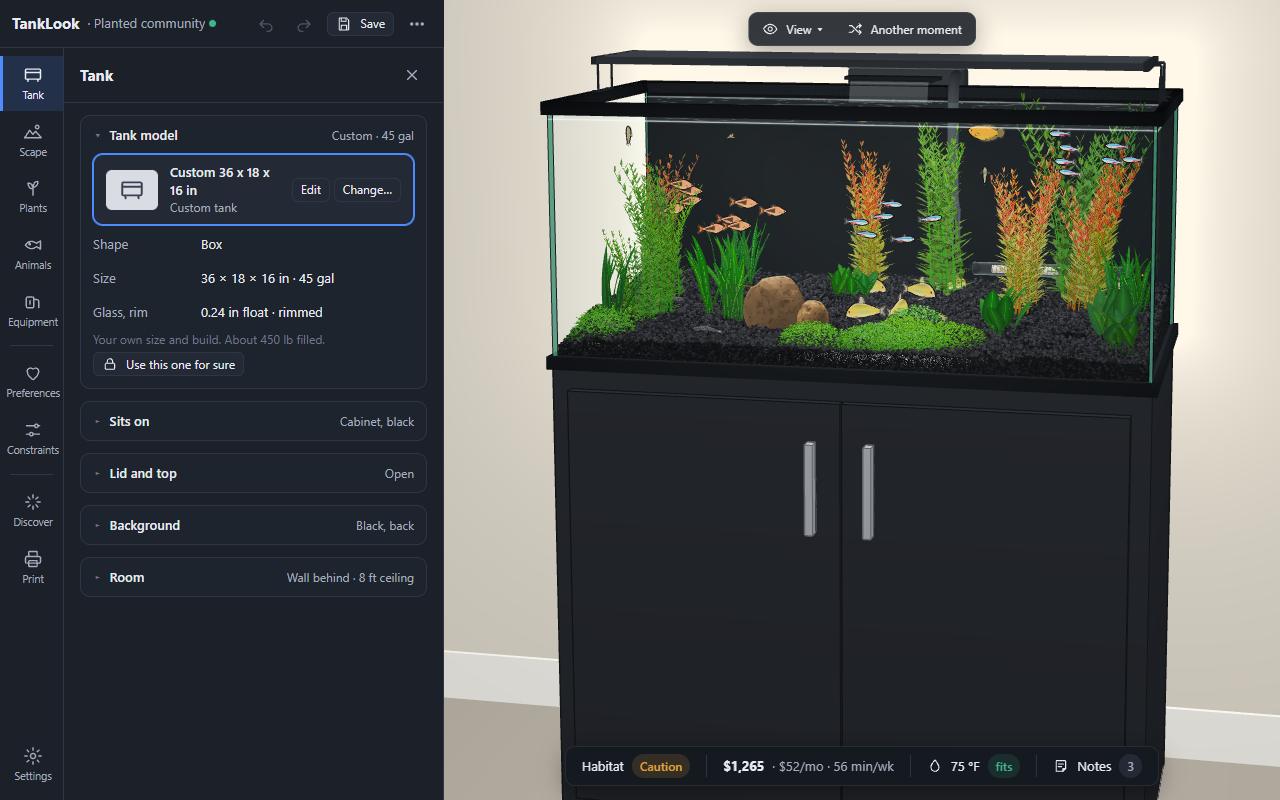 TankLook · Planted community
Save
View
Another moment
Tank
Scape
Plants
Animals
Equipment
Preferences
Constraints
Discover
Print
Settings
Tank
Tank model
Custom · 45 gal
Custom 36 x 18 x
16 in
Custom tank
Edit
Change...
Shape
Box
Size
36 × 18 × 16 in · 45 gal
Glass, rim
0.24 in float · rimmed
Your own size and build. About 450 lb filled.
Use this one for sure
Sits on
Cabinet, black
Lid and top
Open
Background
Black, back
Room
Wall behind · 8 ft ceiling
Habitat
Caution
$1,265 · $52/mo · 56 min/wk
75 °F
fits
Notes
3